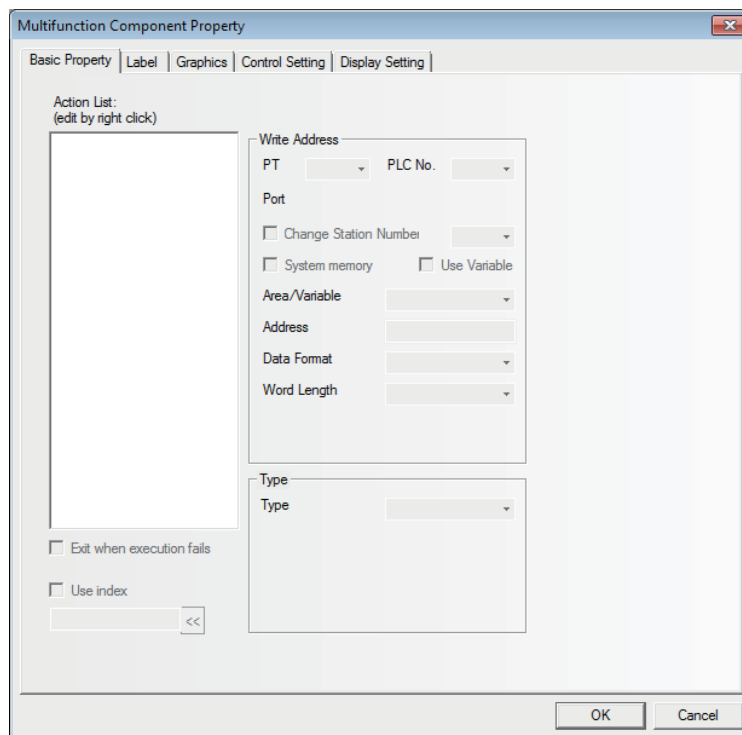 Multifunction Component Property
Basic Property Label Graphics Control Setting Display Setting
Action List:
(edit by right click)
Write Address
PT PLC No.
Port
Change Station Number
System memory Use Variable
Area/Variable
Address
Data Format
Word Length
Type
Type
Exit when execution fails
Use index
<<
OK Cancel